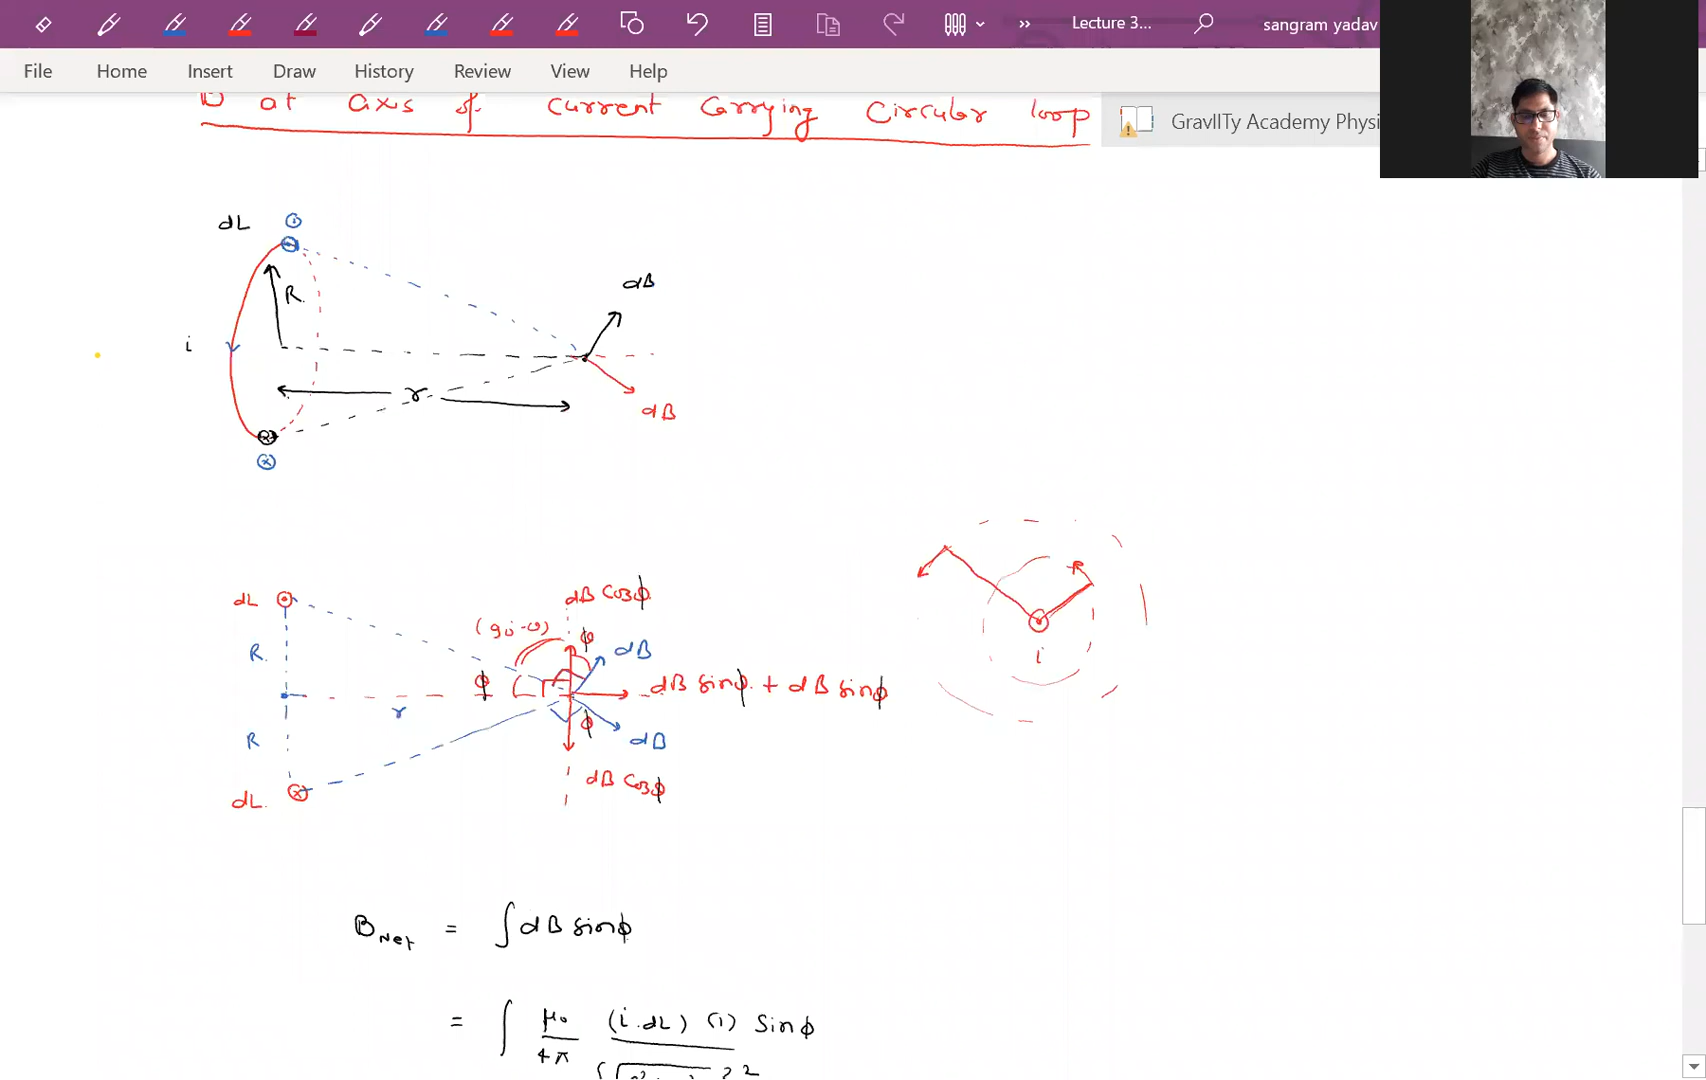 Lecture 3...
sangram yadav
File Home Insert Draw History Review View Help
B at axis of current carrying circular loop
GravIITy Academy Physi
dL
R
dB
i
r
dB
dL
dB cosϕ
(90-ϕ)
ϕ
R
dB
ϕ
dB sinϕ + dB sinϕ
i
r
ϕ
R
dB
dB cosϕ
dL
B Net = ∫ dB sinϕ
= ∫ μ₀ (i.dL) (1) sinϕ
4π